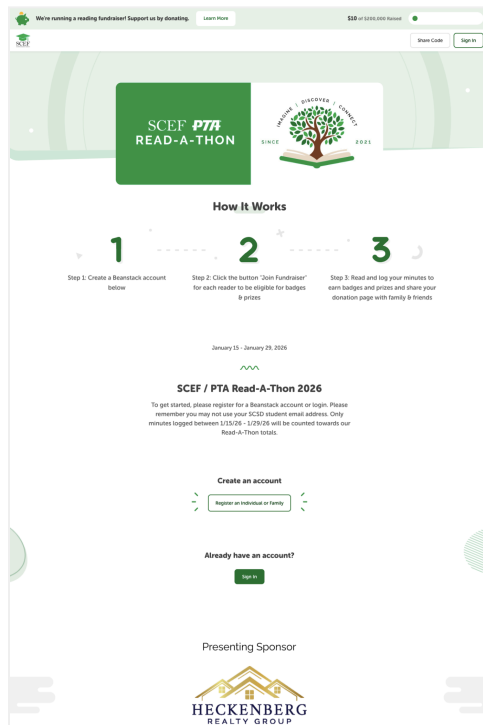 We're running a reading fundraiser! Support us by donating.
Learn More
$10 of $200,000 Raised
SCEF
Share Code
Sign In
SCEF PTA
READ-A-THON
IMAGINE | DISCOVER | CONNECT
SINCE 2021
How It Works
1
2
3
Step 1: Create a Beanstack account
below
Step 2: Click the button "Join Fundraiser"
for each reader to be eligible for badges
& prizes
Step 3: Read and log your minutes to
earn badges and prizes and share your
donation page with family & friends
January 15 - January 29, 2026
SCEF / PTA Read-A-Thon 2026
To get started, please register for a Beanstack account or login. Please
remember you may not use your SCSD student email address. Only
minutes logged between 1/15/26 - 1/29/26 will be counted towards our
Read-A-Thon totals.
Create an account
Register an Individual or Family
Already have an account?
Sign In
Presenting Sponsor
HECKENBERG
REALTY GROUP